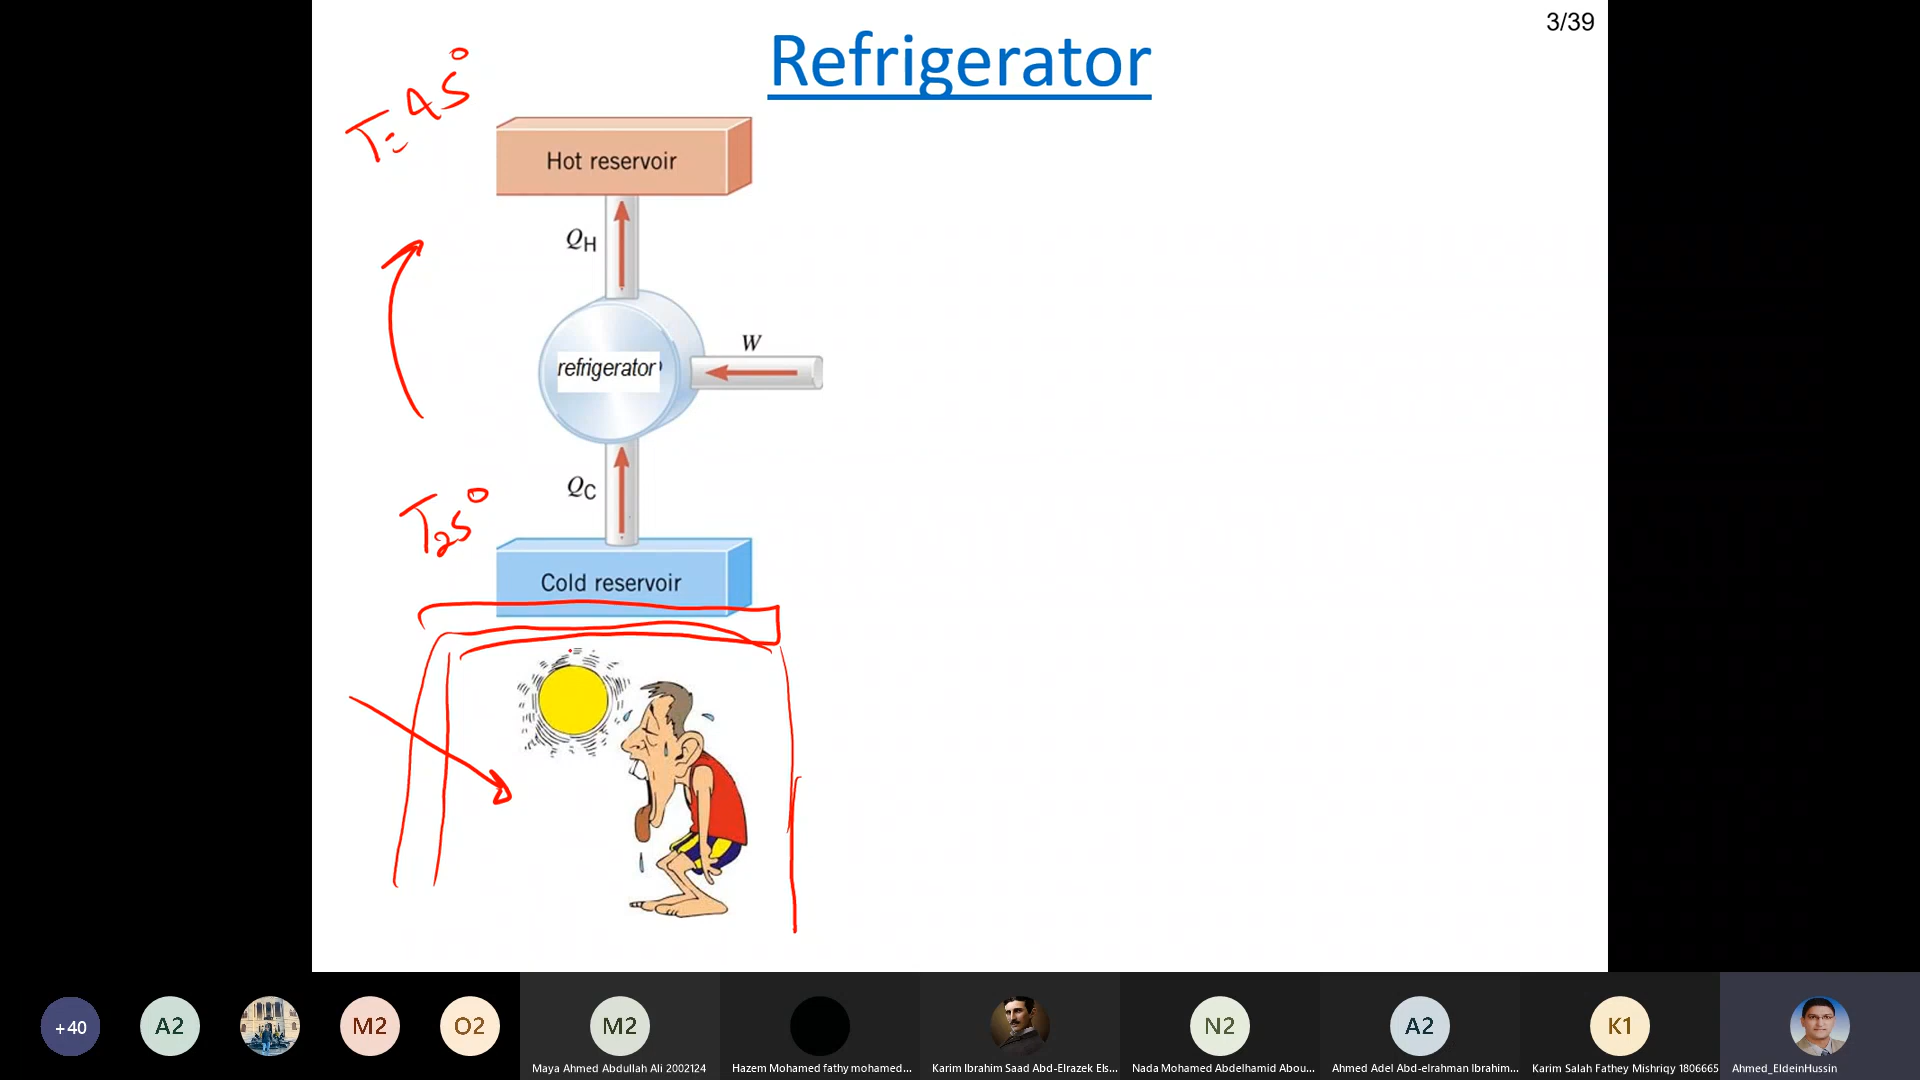 3/39
Refrigerator
T=45°
Hot reservoir
QH
W
refrigerator
QC
T25°
Cold reservoir
+40
A2
M2
O2
M2
N2
A2
K1
Maya Ahmed Abdullah Ali 2002124
Hazem Mohamed fathy mohamed...
Karim Ibrahim Saad Abd-Elrazek Els...
Nada Mohamed Abdelhamid Abou...
Ahmed Adel Abd-elrahman Ibrahim...
Karim Salah Fathey Mishriqy 1806665
Ahmed_EldeinHussin